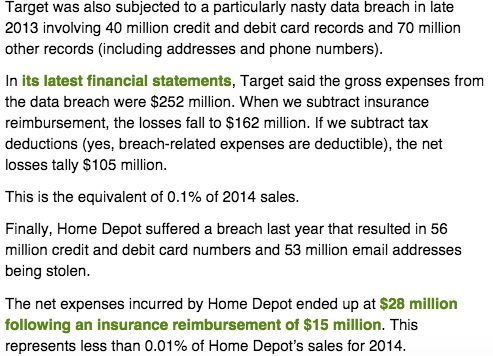 Target was also subjected to a particularly nasty data breach in late
2013 involving 40 million credit and debit card records and 70 million
other records (including addresses and phone numbers).
In its latest financial statements, Target said the gross expenses from
the data breach were $252 million. When we subtract insurance
reimbursement, the losses fall to $162 million. If we subtract tax
deductions (yes, breach-related expenses are deductible), the net
losses tally $105 million.
This is the equivalent of 0.1% of 2014 sales.
Finally, Home Depot suffered a breach last year that resulted in 56
million credit and debit card numbers and 53 million email addresses
being stolen.
The net expenses incurred by Home Depot ended up at $28 million
following an insurance reimbursement of $15 million. This
represents less than 0.01% of Home Depot's sales for 2014.